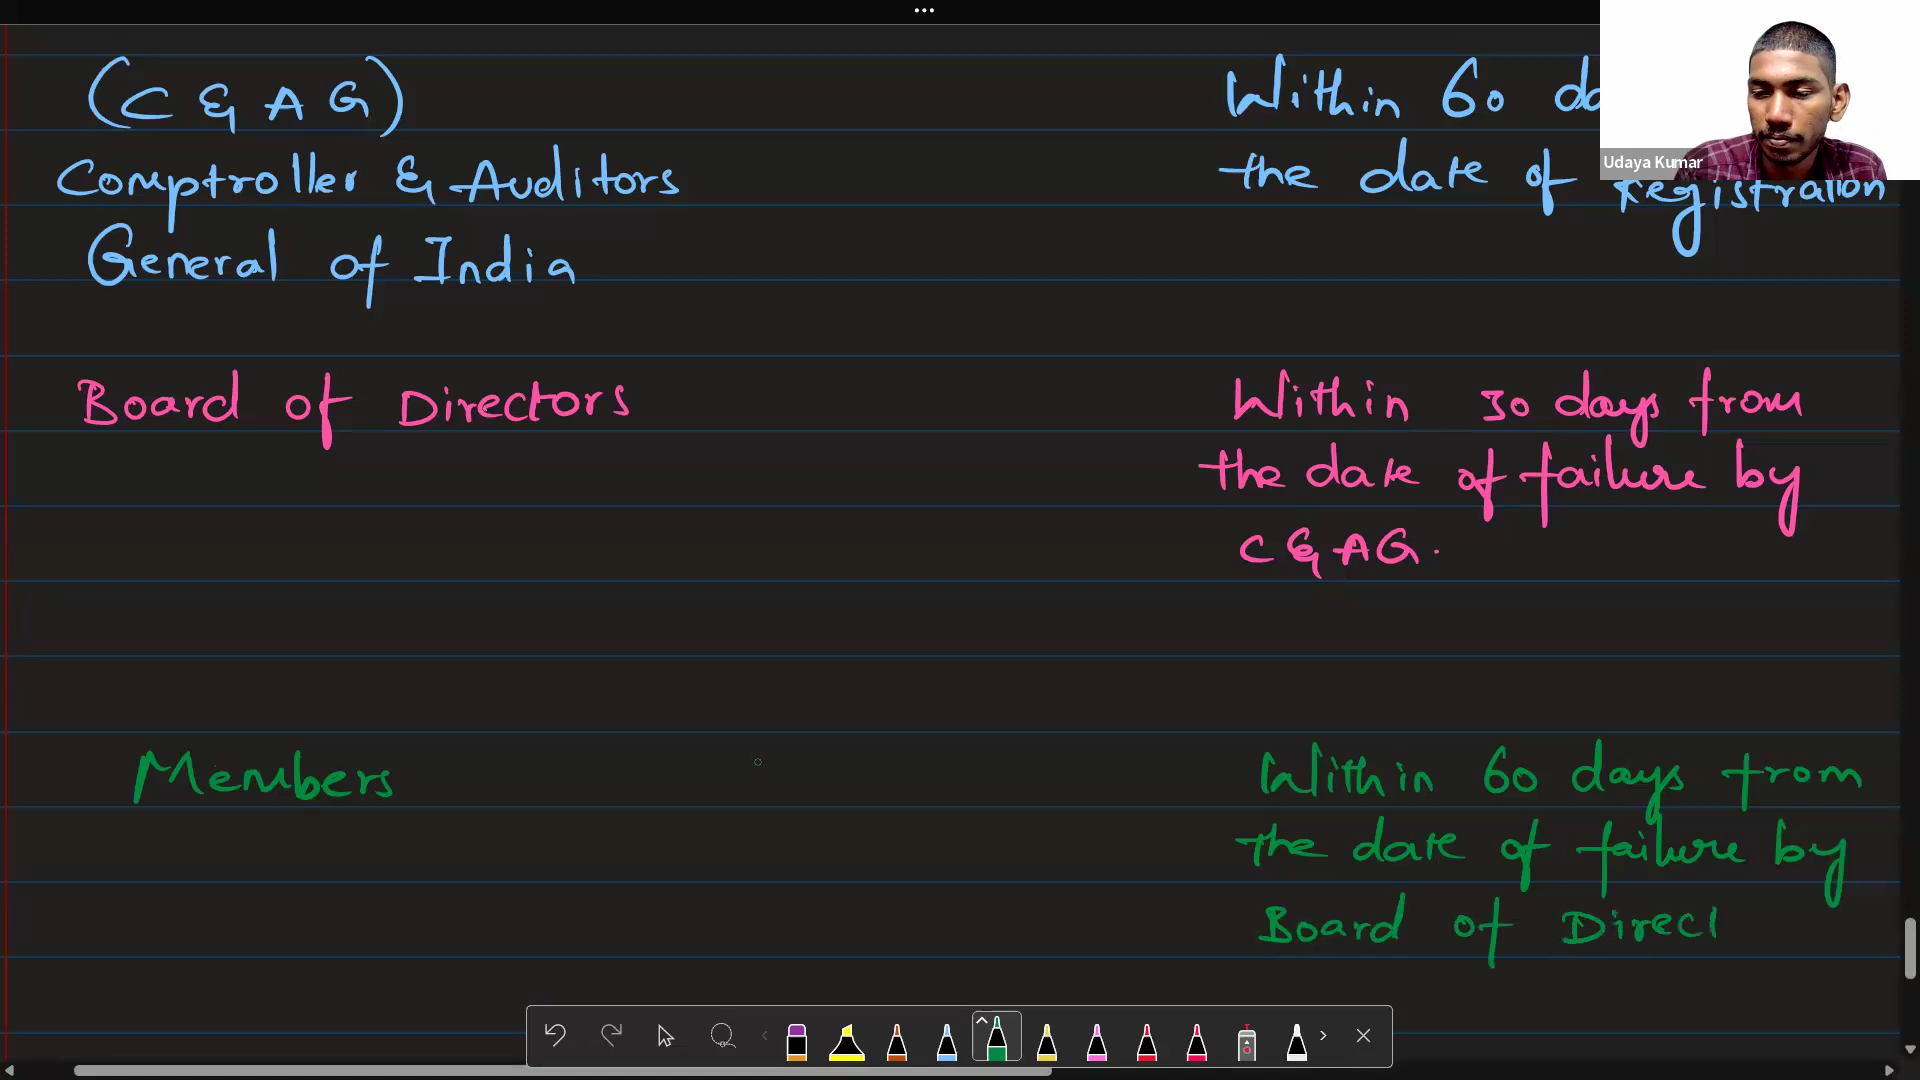 (C & A G)
Comptroller & Auditors
General of India
Within 60
the date of Registration
Udaya Kumar
Board of Directors
Within 30 days from
the date of failure by
C & A G.
Members
Within 60 days from
the date of failure by
Board of Direct